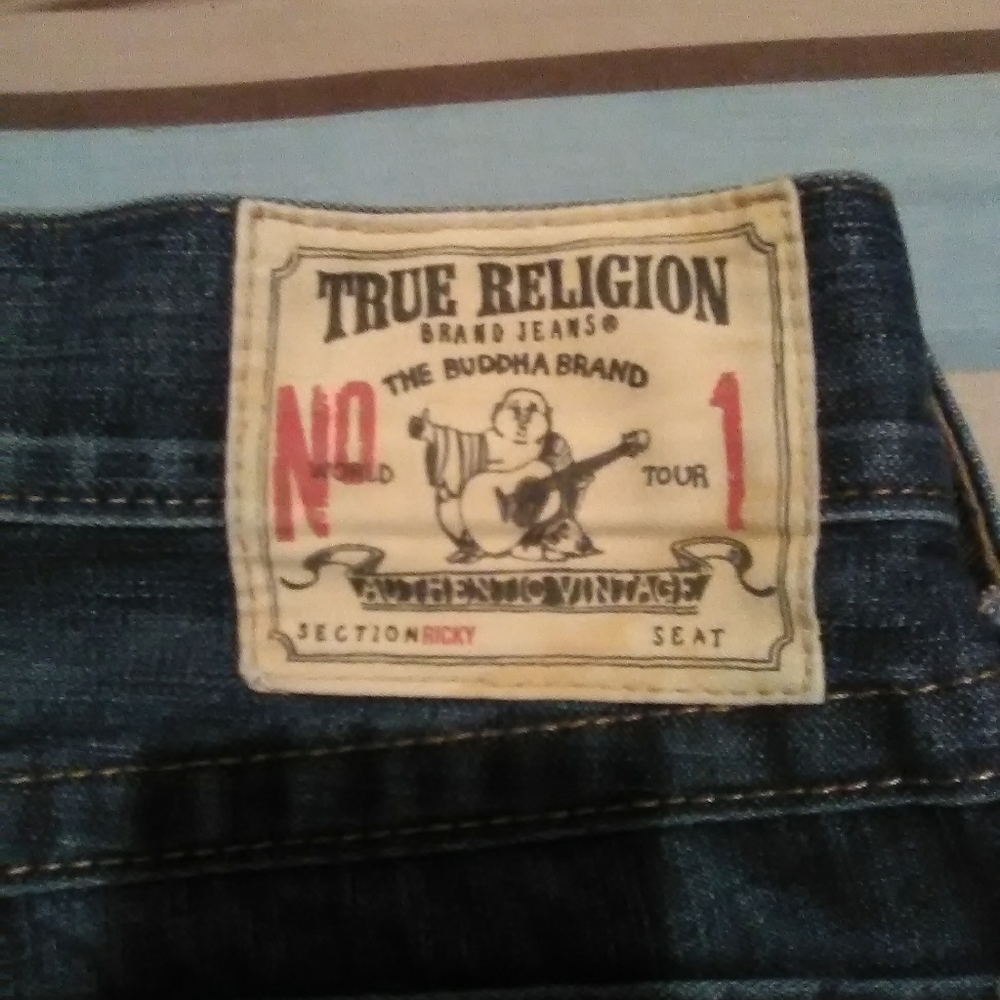 TRUE RELIGION
BRAND JEANS®
THE BUDDHA BRAND
NO 1
WORLD TOUR
AUTHENTIC VINTAGE
SECTION RICKY SEAT